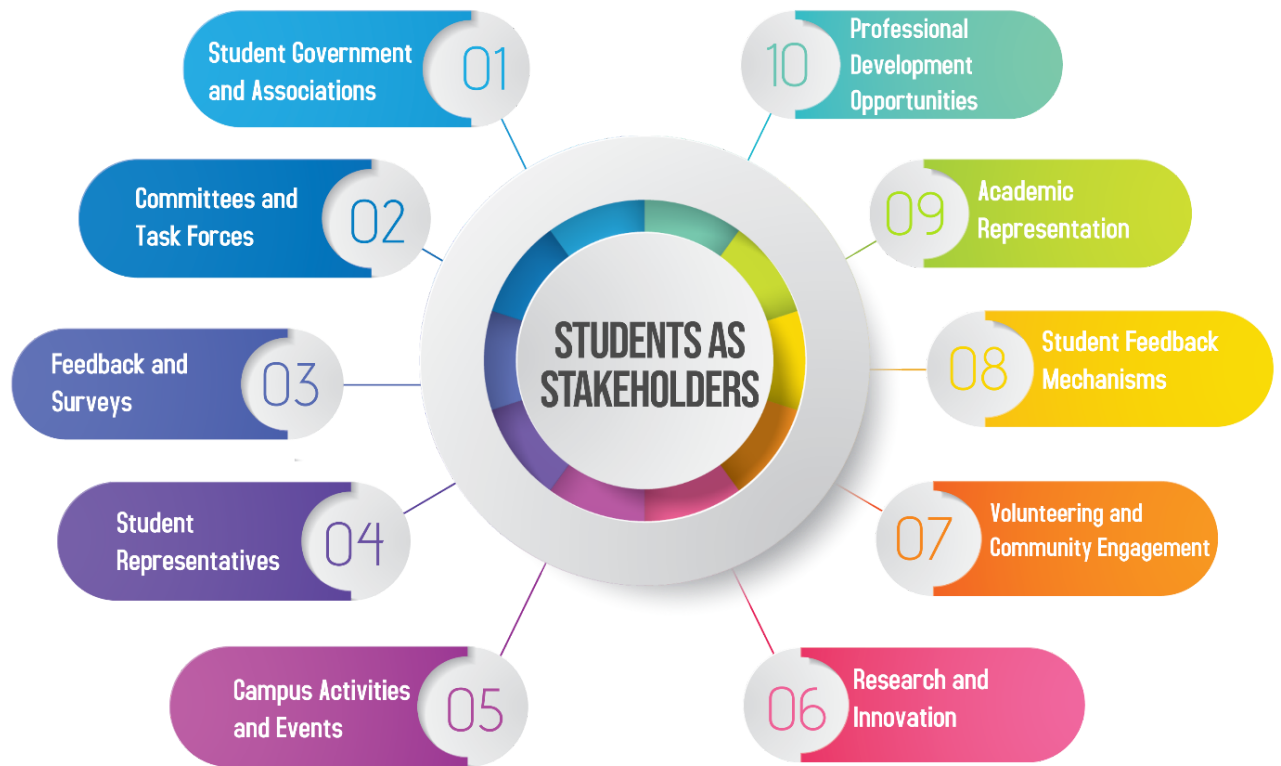 STUDENTS AS
STAKEHOLDERS
01
Student Government
and Associations
02
Committees and
Task Forces
03
Feedback and
Surveys
04
Student
Representatives
05
Campus Activities
and Events
06
Research and
Innovation
07
Volunteering and
Community Engagement
08
Student Feedback
Mechanisms
09
Academic
Representation
10
Professional
Development
Opportunities